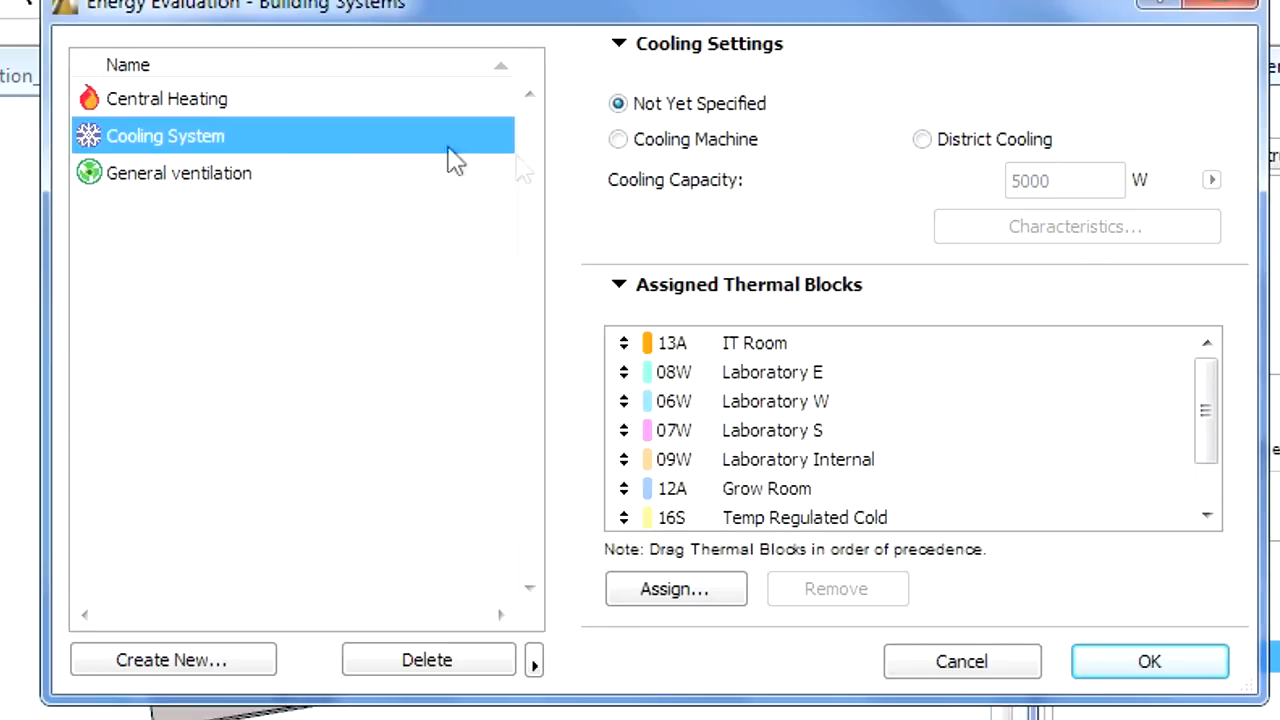 Energy Evaluation - Building Systems
tion_
Name
Central Heating
Cooling System
General ventilation
Create New...
Delete
Cooling Settings
Not Yet Specified
Cooling Machine
District Cooling
Cooling Capacity:
5000
W
Characteristics...
Assigned Thermal Blocks
13A IT Room
08W Laboratory E
06W Laboratory W
07W Laboratory S
09W Laboratory Internal
12A Grow Room
16S Temp Regulated Cold
Note: Drag Thermal Blocks in order of precedence.
Assign...
Remove
Cancel
OK